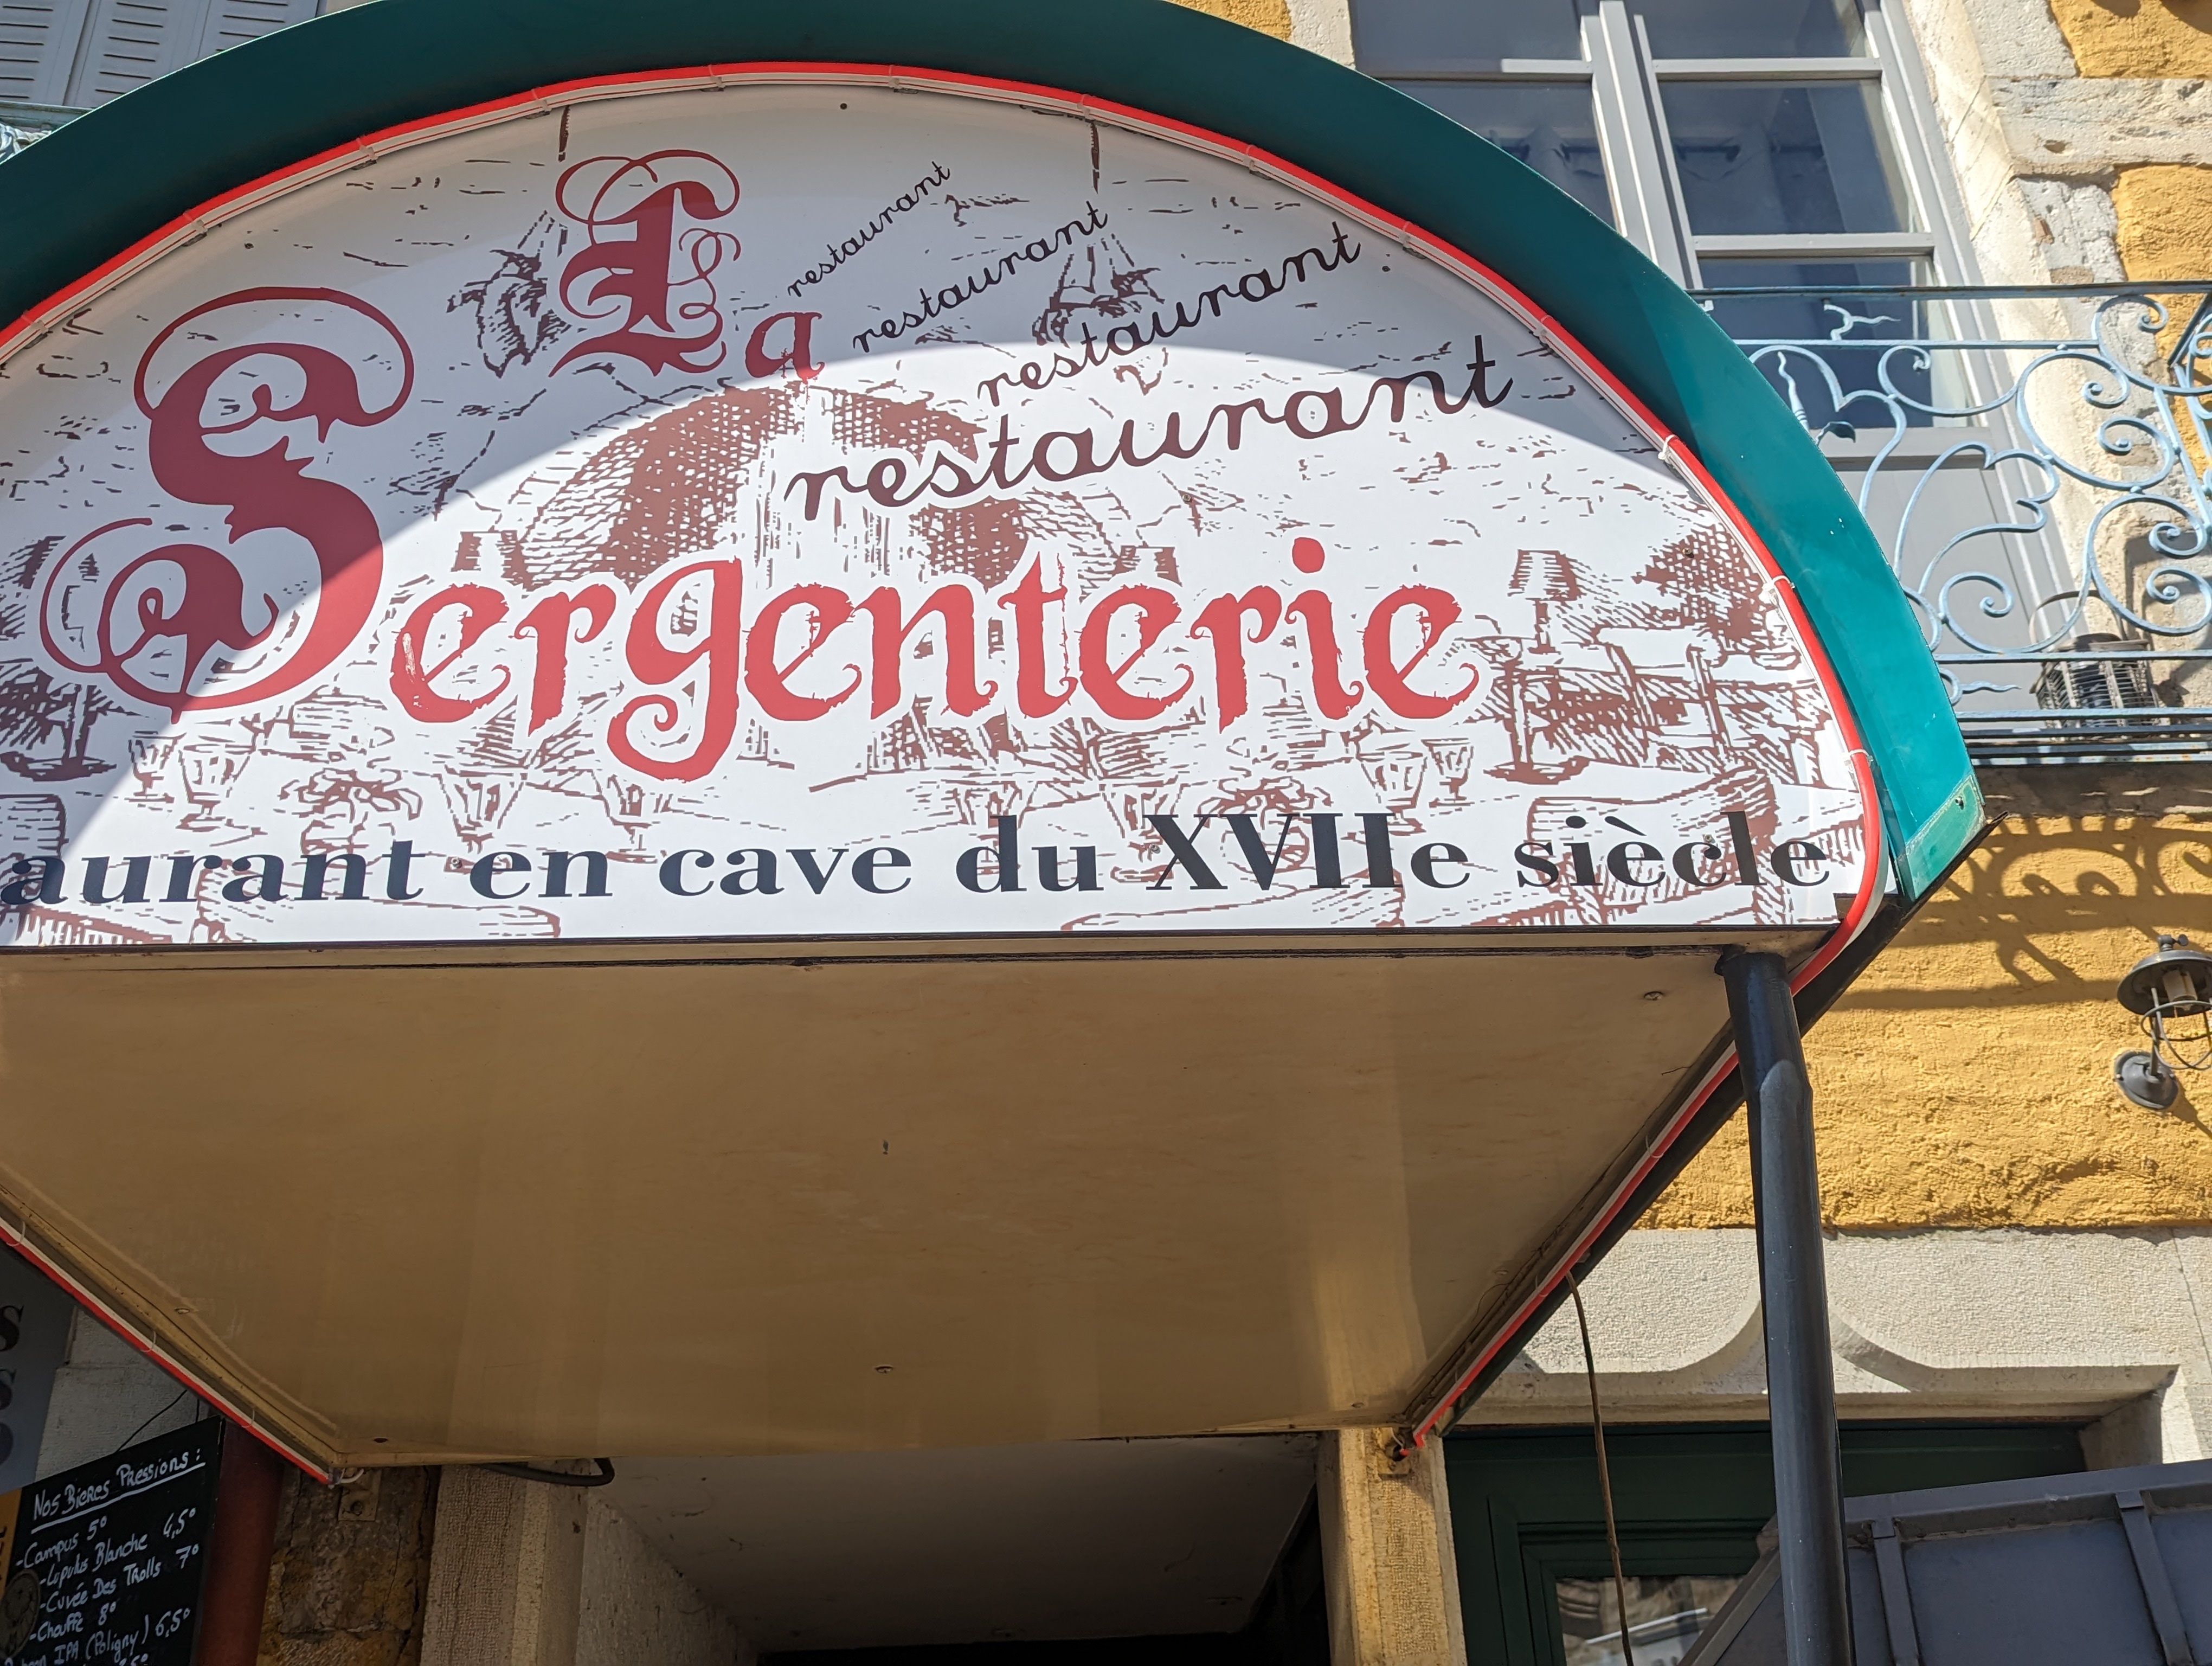 La
restaurant
restaurant
restaurant
restaurant
Sergenterie
aurant en cave du XVIIe siècle
Nos Bieres Pressions :
-Campus 5°
-Lupulus Blanche 4,5°
-Cuvée Des Trolls 7°
-Chouffe 8°
IPA (Poligny) 6,5°